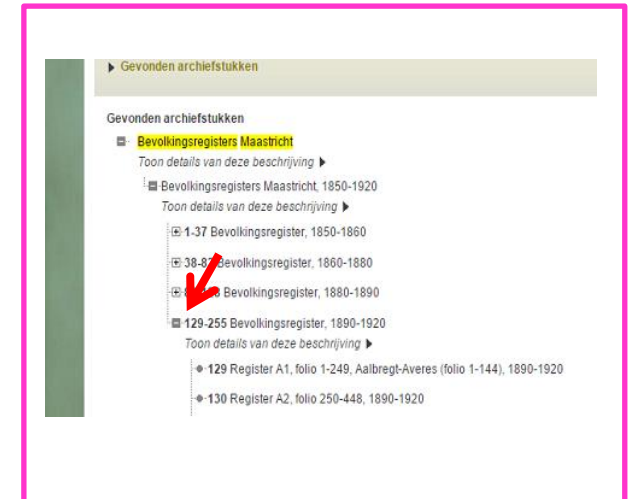 Gevonden archiefstukken
Gevonden archiefstukken
Bevolkingsregisters Maastricht
Toon details van deze beschrijving
Bevolkingsregisters Maastricht, 1850-1920
Toon details van deze beschrijving
1-37 Bevolkingsregister, 1850-1860
Bevolkingsregister, 1860-1880
Bevolkingsregister, 1880-1890
129-255 Bevolkingsregister, 1890-1920
Toon details van deze beschrijving
129 Register A1, folio 1-249, Aalbregt-Averes (folio 1-144), 1890-1920
130 Register A2, folio 250-448, 1890-1920